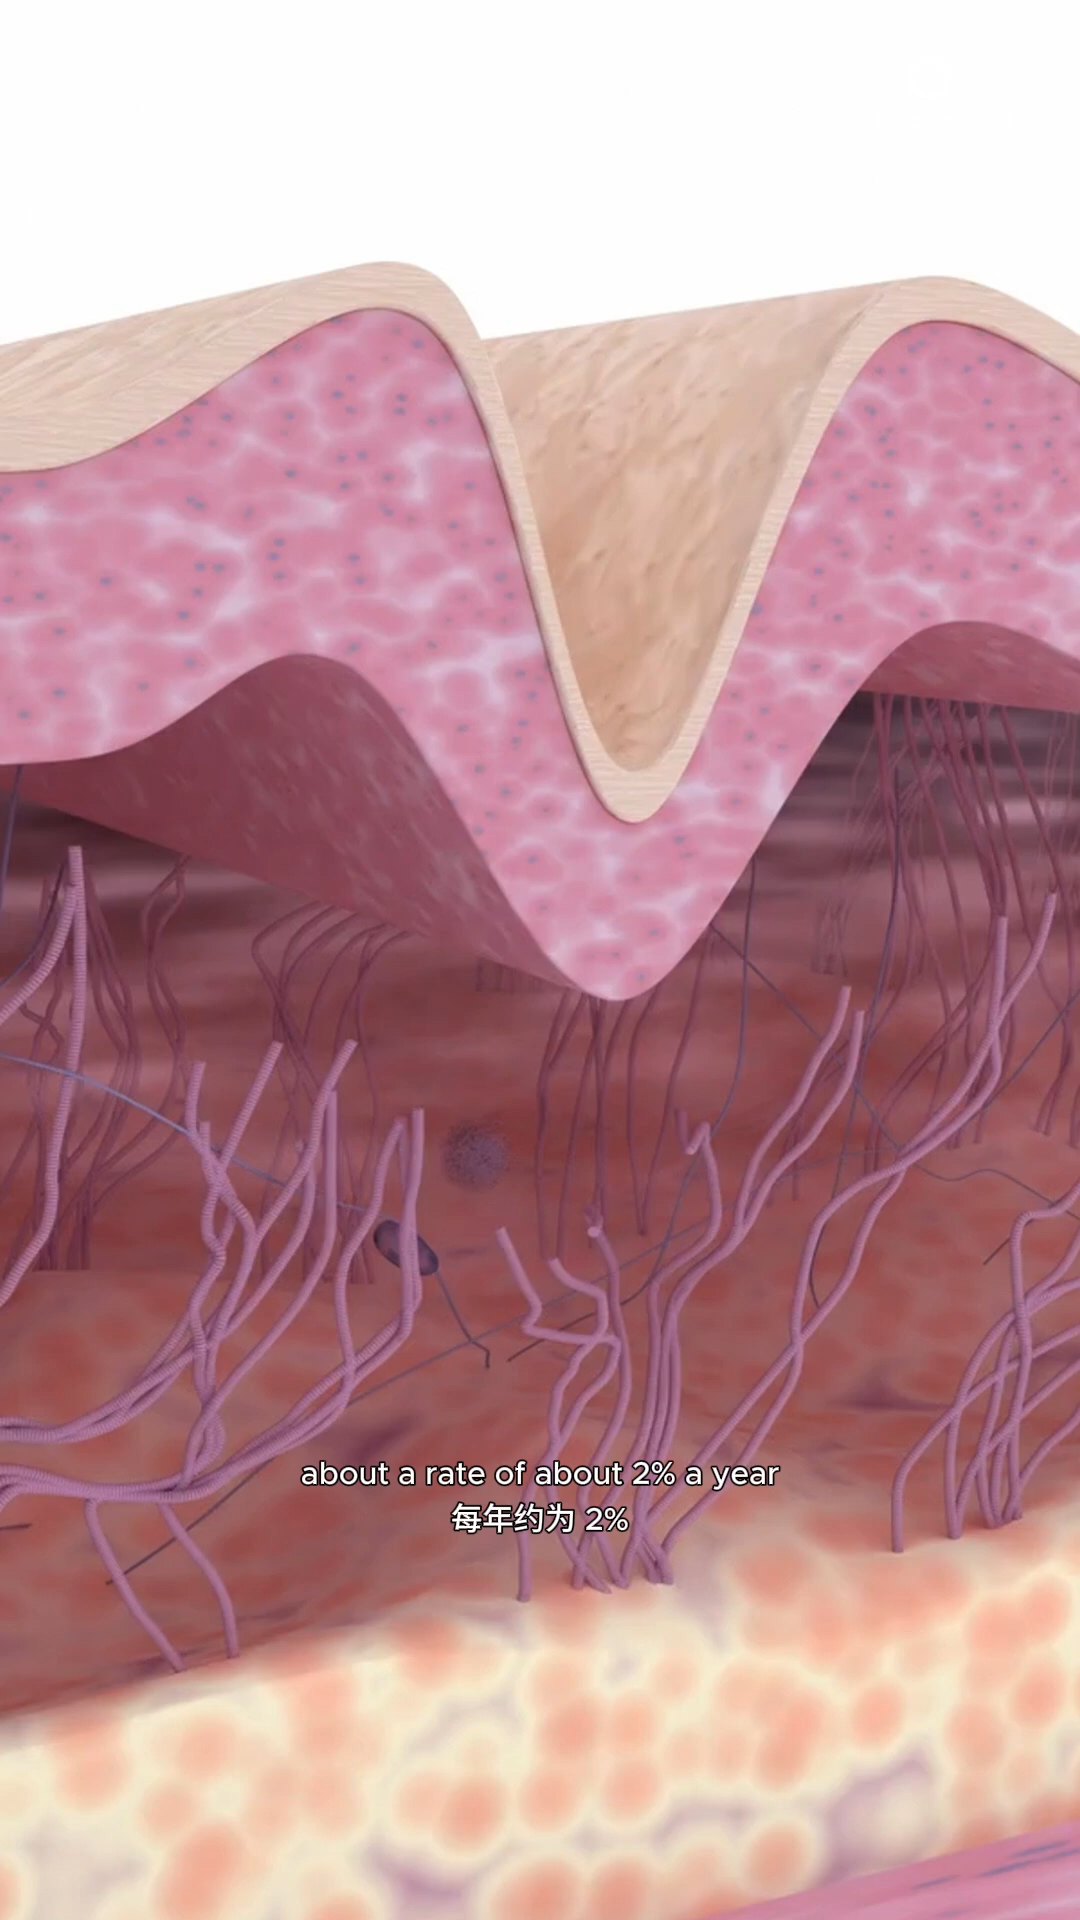 about a rate of about 2% a year
每年约为 2%